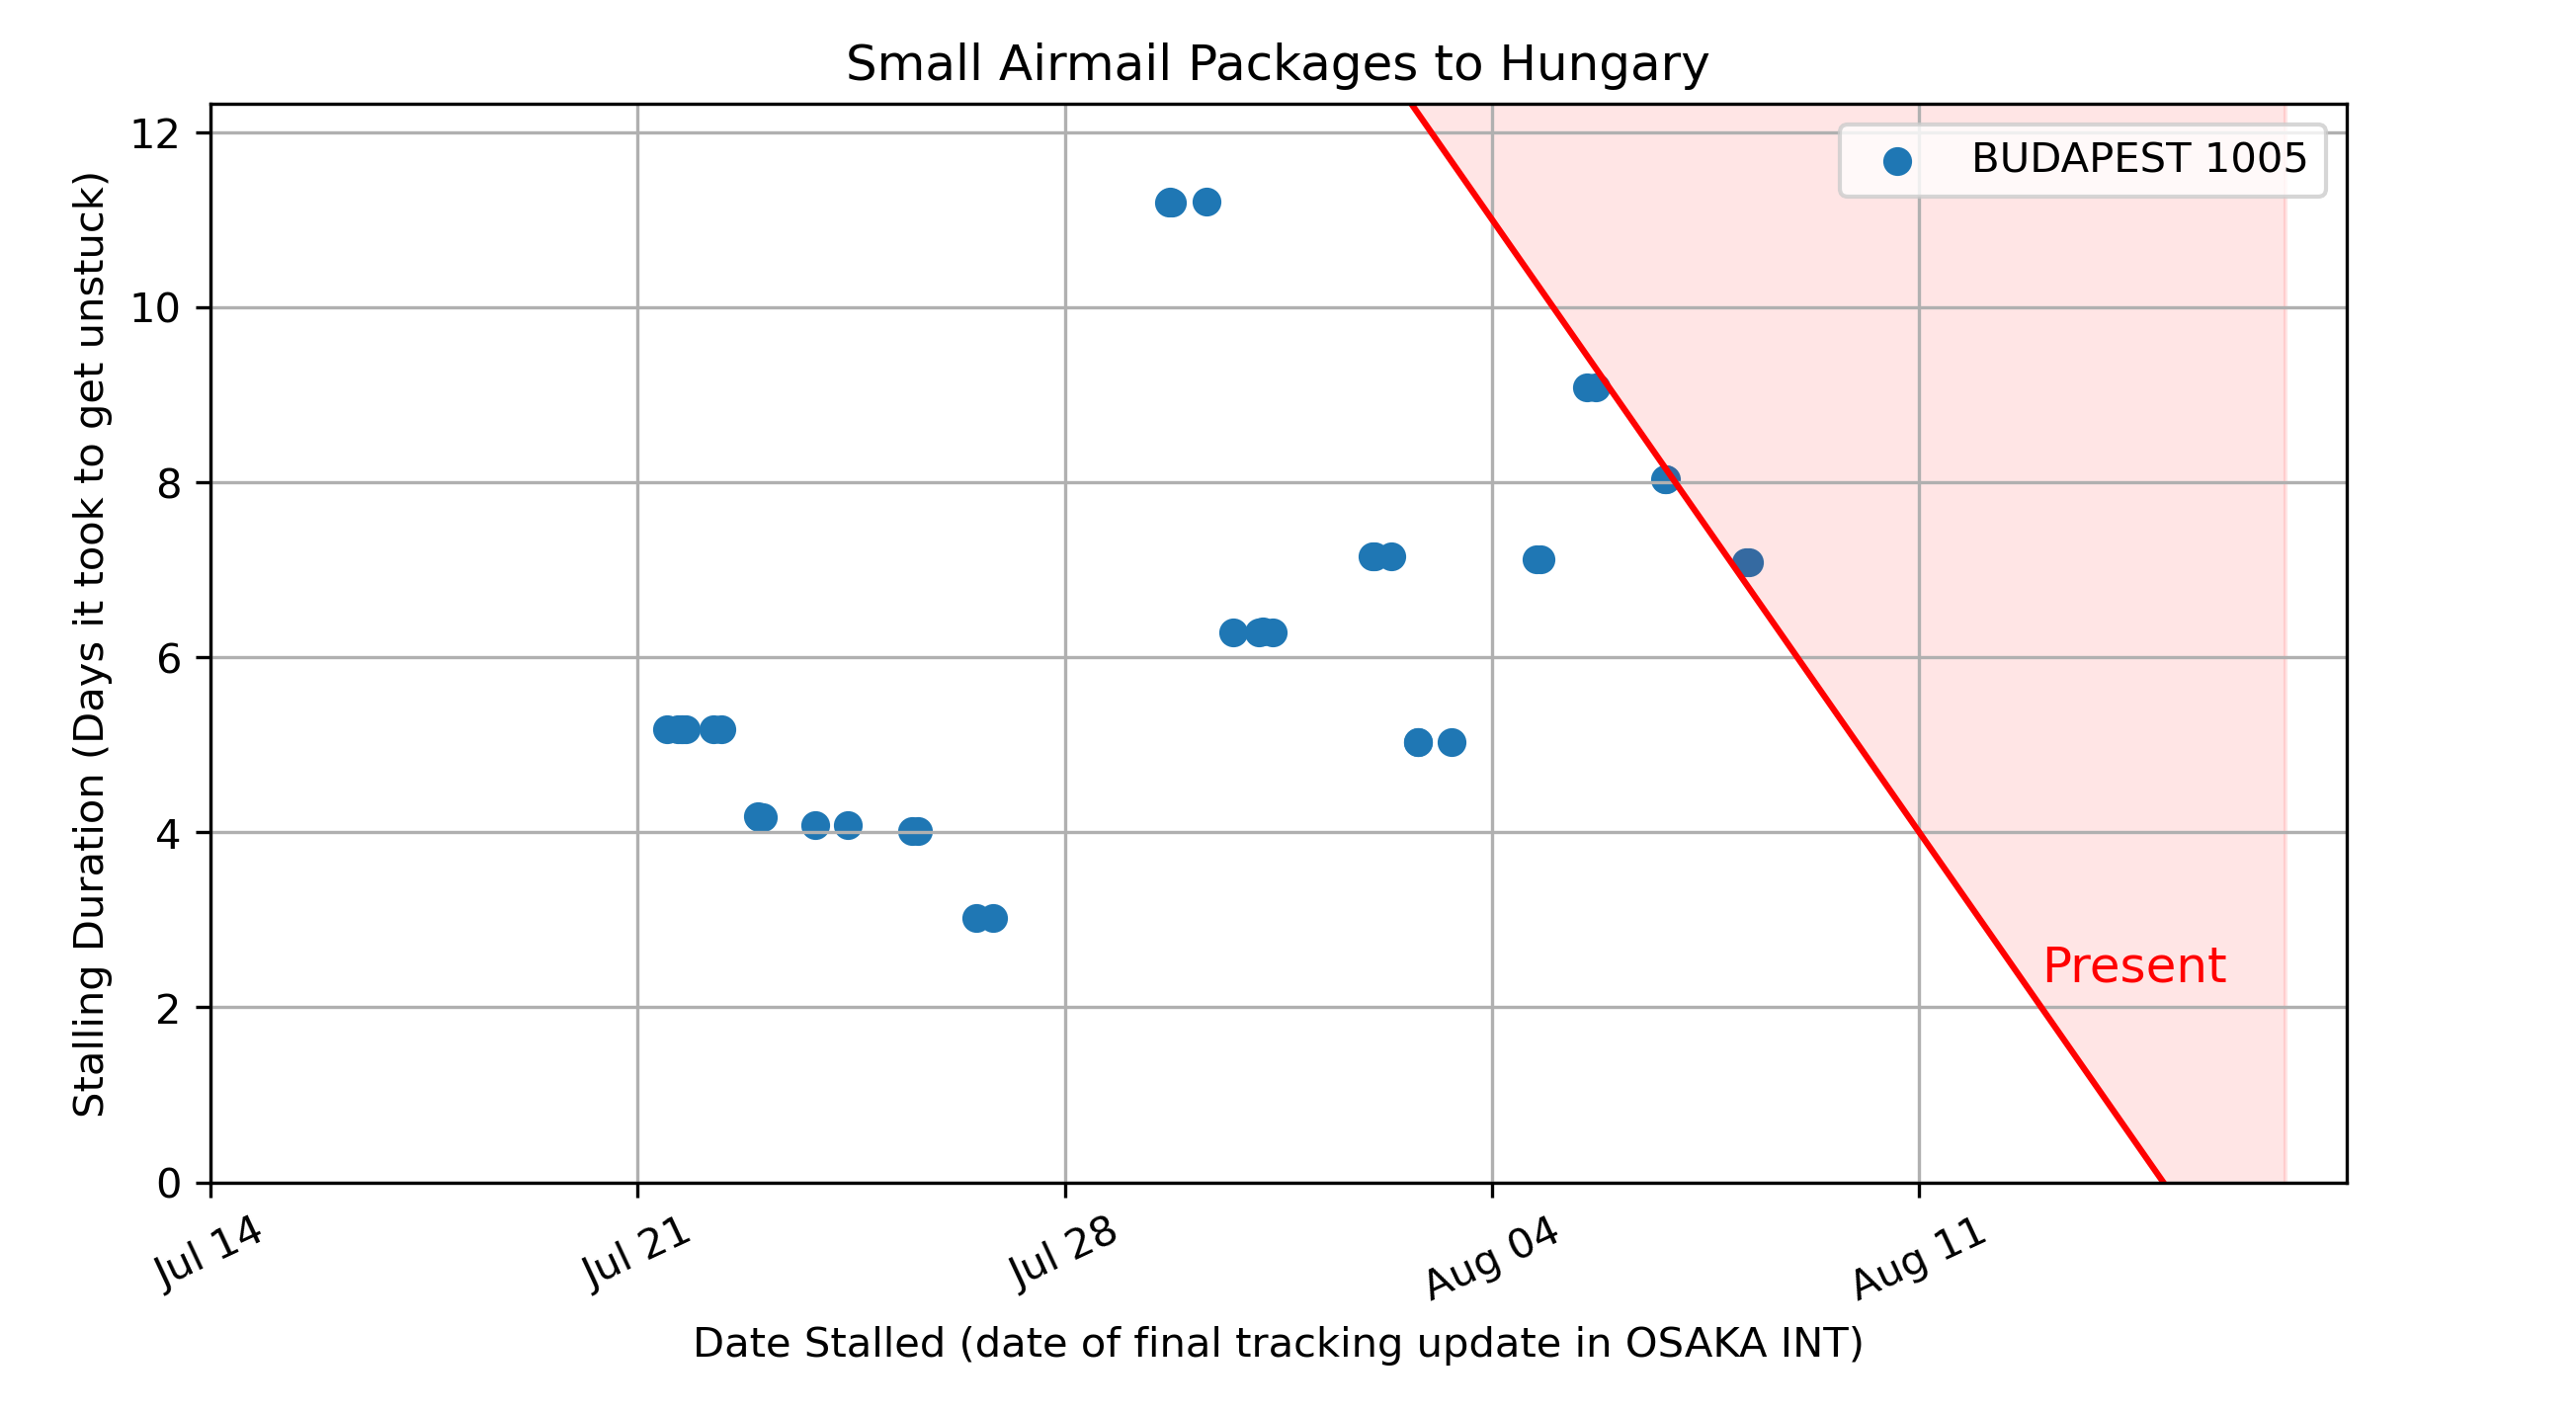 Small Airmail Packages to Hungary
BUDAPEST 1005
Stalling Duration (Days it took to get unstuck)
12
10
8
6
4
2
0
Present
Jul 14
Jul 21
Jul 28
Aug 04
Aug 11
Date Stalled (date of final tracking update in OSAKA INT)